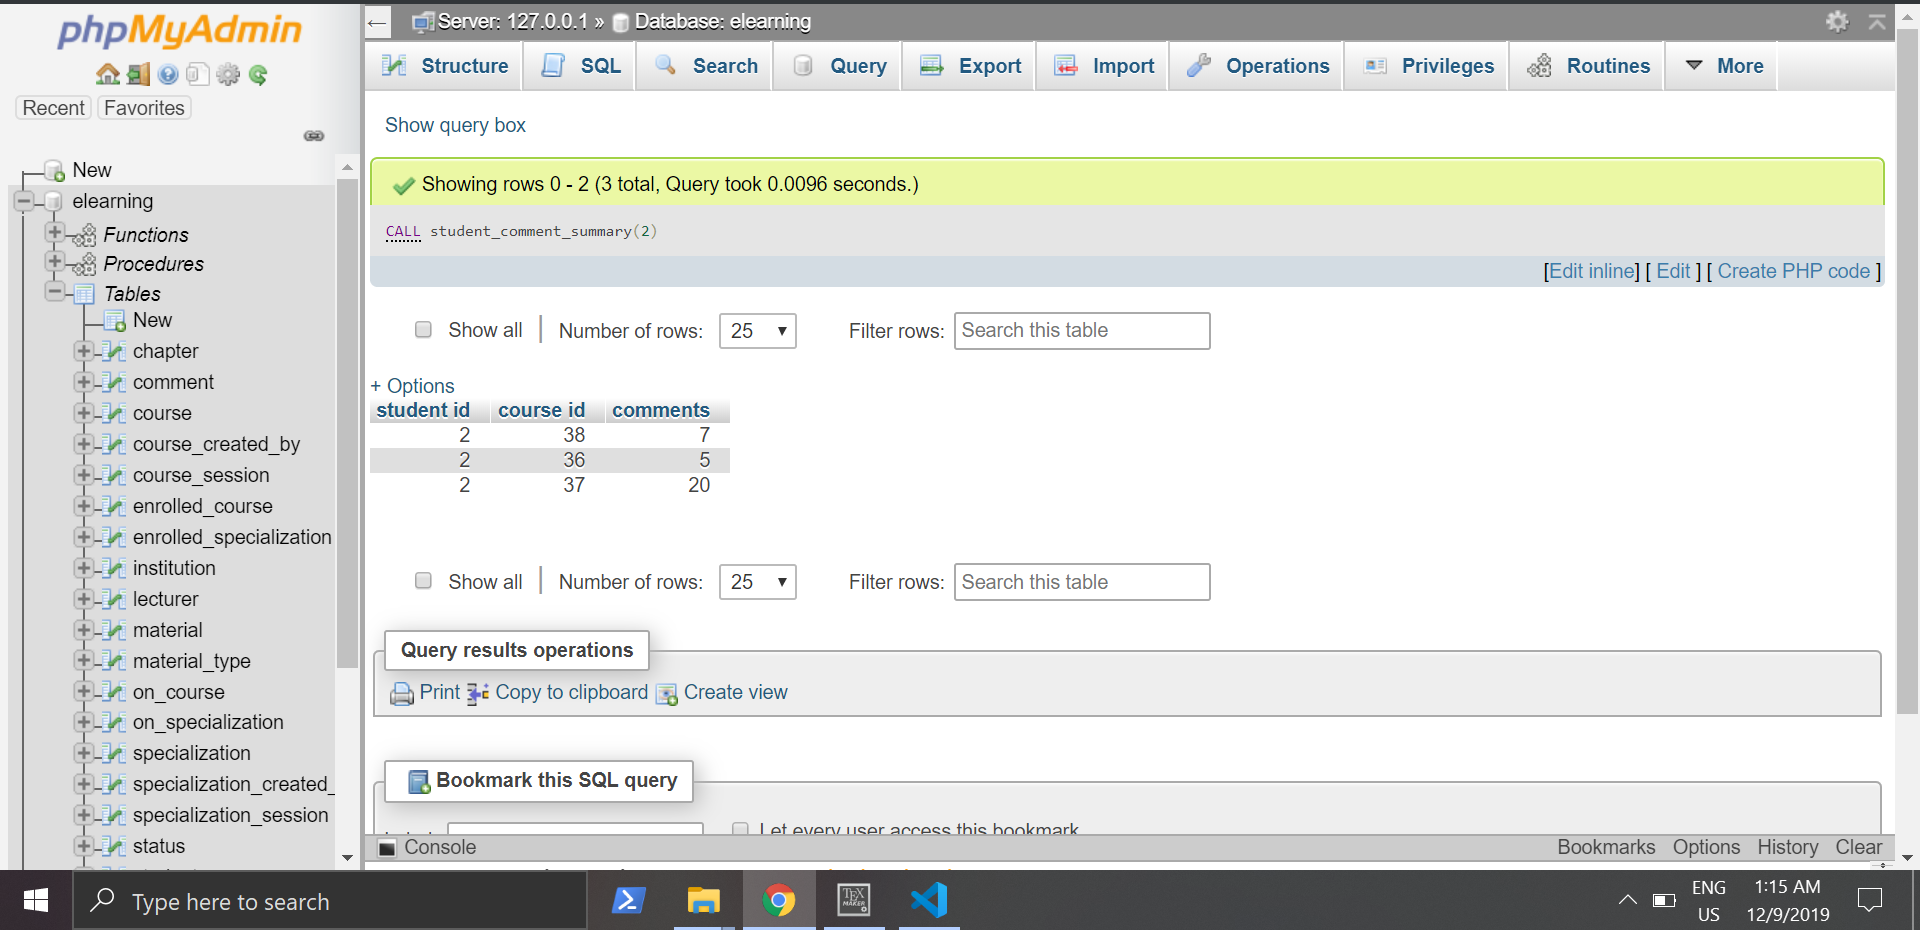 phpMyAdmin
Recent Favorites
New
elearning
Functions
Procedures
Tables
New
chapter
comment
course
course_created_by
course_session
enrolled_course
enrolled_specialization
institution
lecturer
material
material_type
on_course
on_specialization
specialization
specialization_created_
specialization_session
status
← Server: 127.0.0.1 » Database: elearning
Structure SQL Search Query Export Import Operations Privileges Routines More
Show query box
Showing rows 0 - 2 (3 total, Query took 0.0096 seconds.)
CALL student_comment_summary(2)
[Edit inline] [ Edit ] [ Create PHP code ]
Show all Number of rows: 25 Filter rows: Search this table
+ Options
student id course id comments
2 38 7
2 36 5
2 37 20
Show all Number of rows: 25 Filter rows: Search this table
Query results operations
Print Copy to clipboard Create view
Bookmark this SQL query
Let every user access this bookmark
Console Bookmarks Options History Clear
Type here to search
TEX
MAKER
ENG
US
1:15 AM
12/9/2019